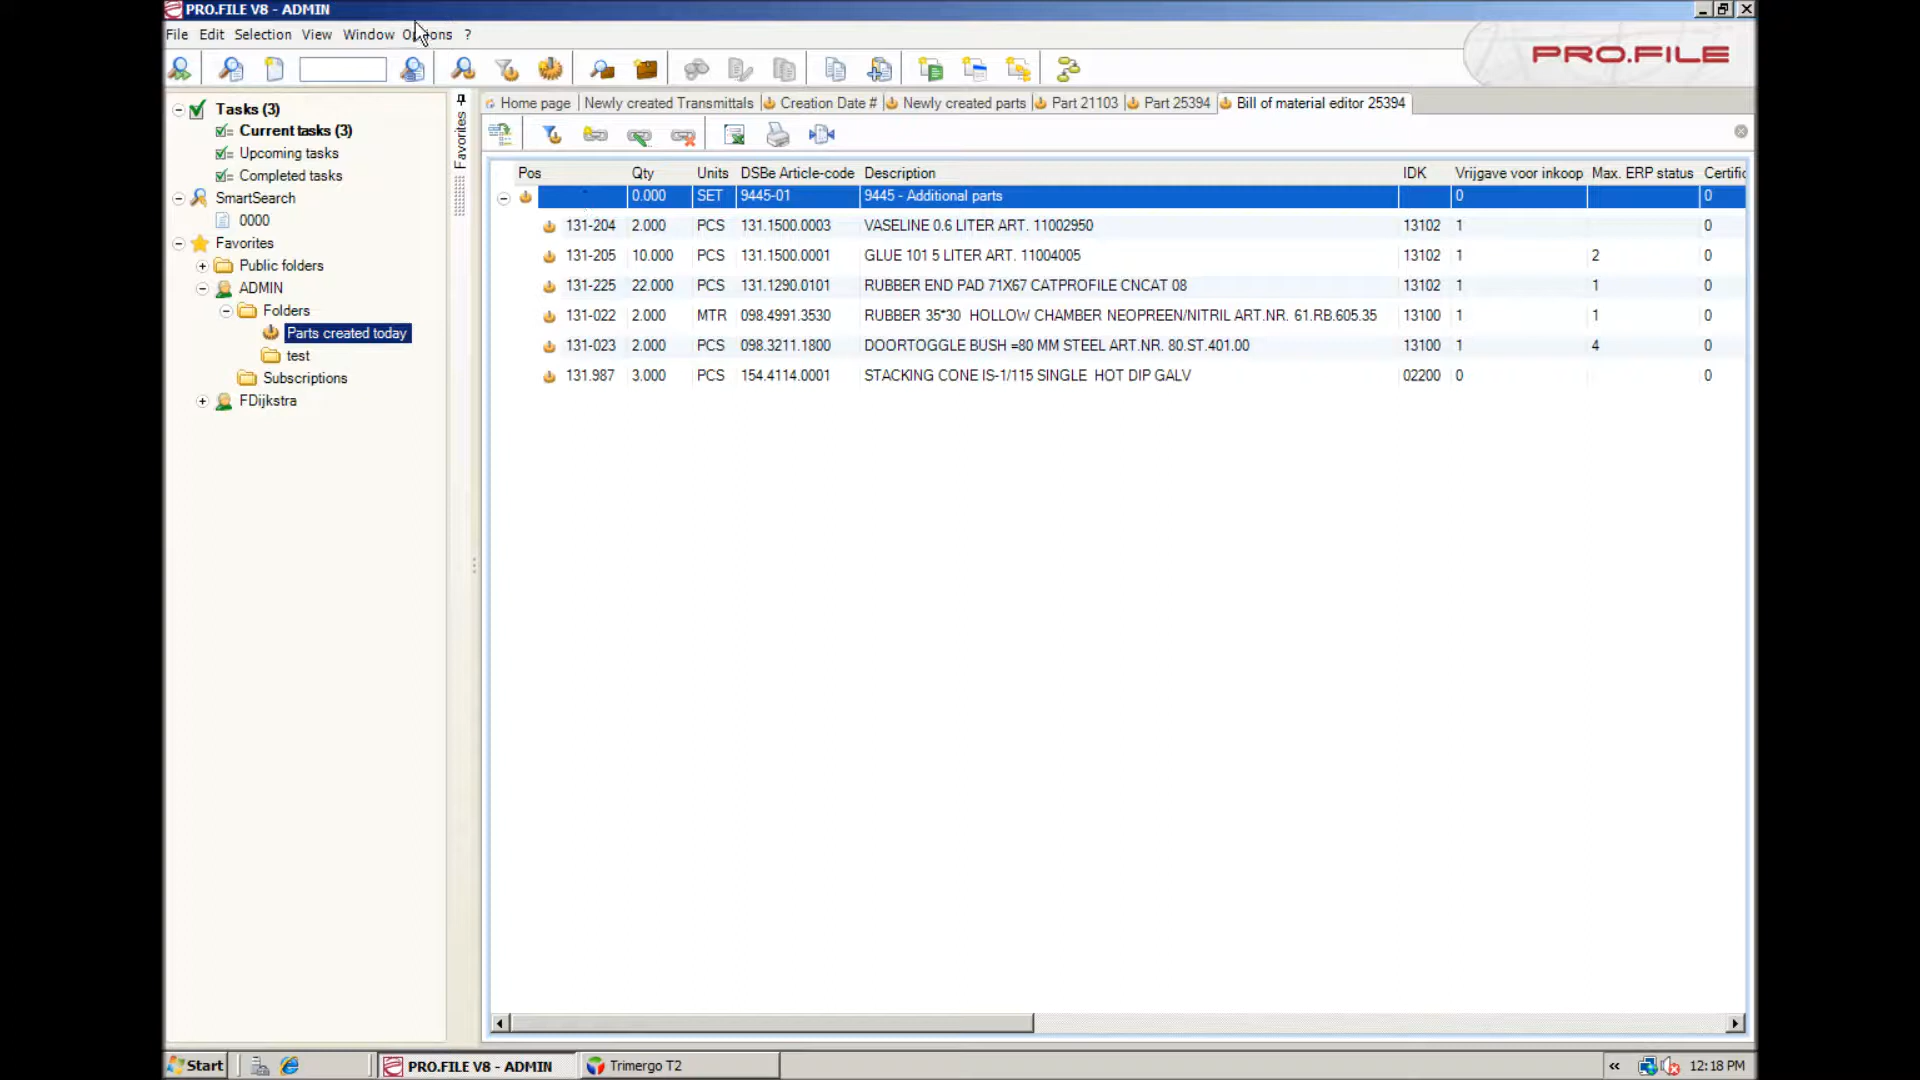 PRO.FILE V8 - ADMIN
File Edit Selection View Window Options ?
PRO.FILE
Tasks (3)
Current tasks (3)
Upcoming tasks
Completed tasks
SmartSearch
0000
Favorites
Public folders
ADMIN
Folders
Parts created today
test
Subscriptions
FDijkstra
Favorites
Home page Newly created Transmittals Creation Date # Newly created parts Part 21103 Part 25394 Bill of material editor 25394
Pos Qty Units DSBe Article-code Description IDK Vrijgave voor inkoop Max. ERP status Certific
0.000 SET 9445-01 9445 - Additional parts 0 0
131-204 2.000 PCS 131.1500.0003 VASELINE 0.6 LITER ART. 11002950 13102 1 0
131-205 10.000 PCS 131.1500.0001 GLUE 101 5 LITER ART. 11004005 13102 1 2 0
131-225 22.000 PCS 131.1290.0101 RUBBER END PAD 71X67 CATPROFILE CNCAT 08 13102 1 1 0
131-022 2.000 MTR 098.4991.3530 RUBBER 35*30 HOLLOW CHAMBER NEOPREEN/NITRIL ART.NR. 61.RB.605.35 13100 1 1 0
131-023 2.000 PCS 098.3211.1800 DOORTOGGLE BUSH =80 MM STEEL ART.NR. 80.ST.401.00 13100 1 4 0
131.987 3.000 PCS 154.4114.0001 STACKING CONE IS-1/115 SINGLE HOT DIP GALV 02200 0 0
Start PRO.FILE V8 - ADMIN Trimergo T2 « 12:18 PM